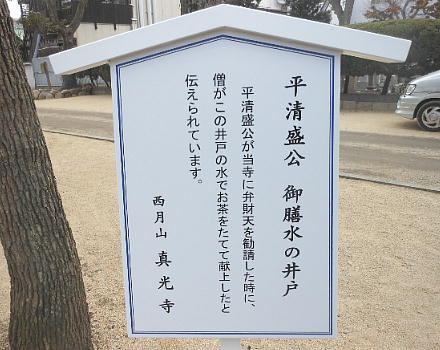 平清盛公 御膳水の井戸
平清盛公が当寺に弁財天を勧請した時に、
僧がこの井戸の水でお茶をたてて献上したと
伝えられています。
西月山 真光寺